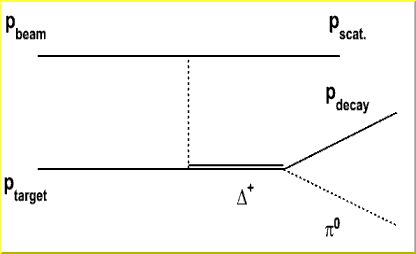 p_beam
p_scat.
p_decay
p_target
Δ⁺
π⁰